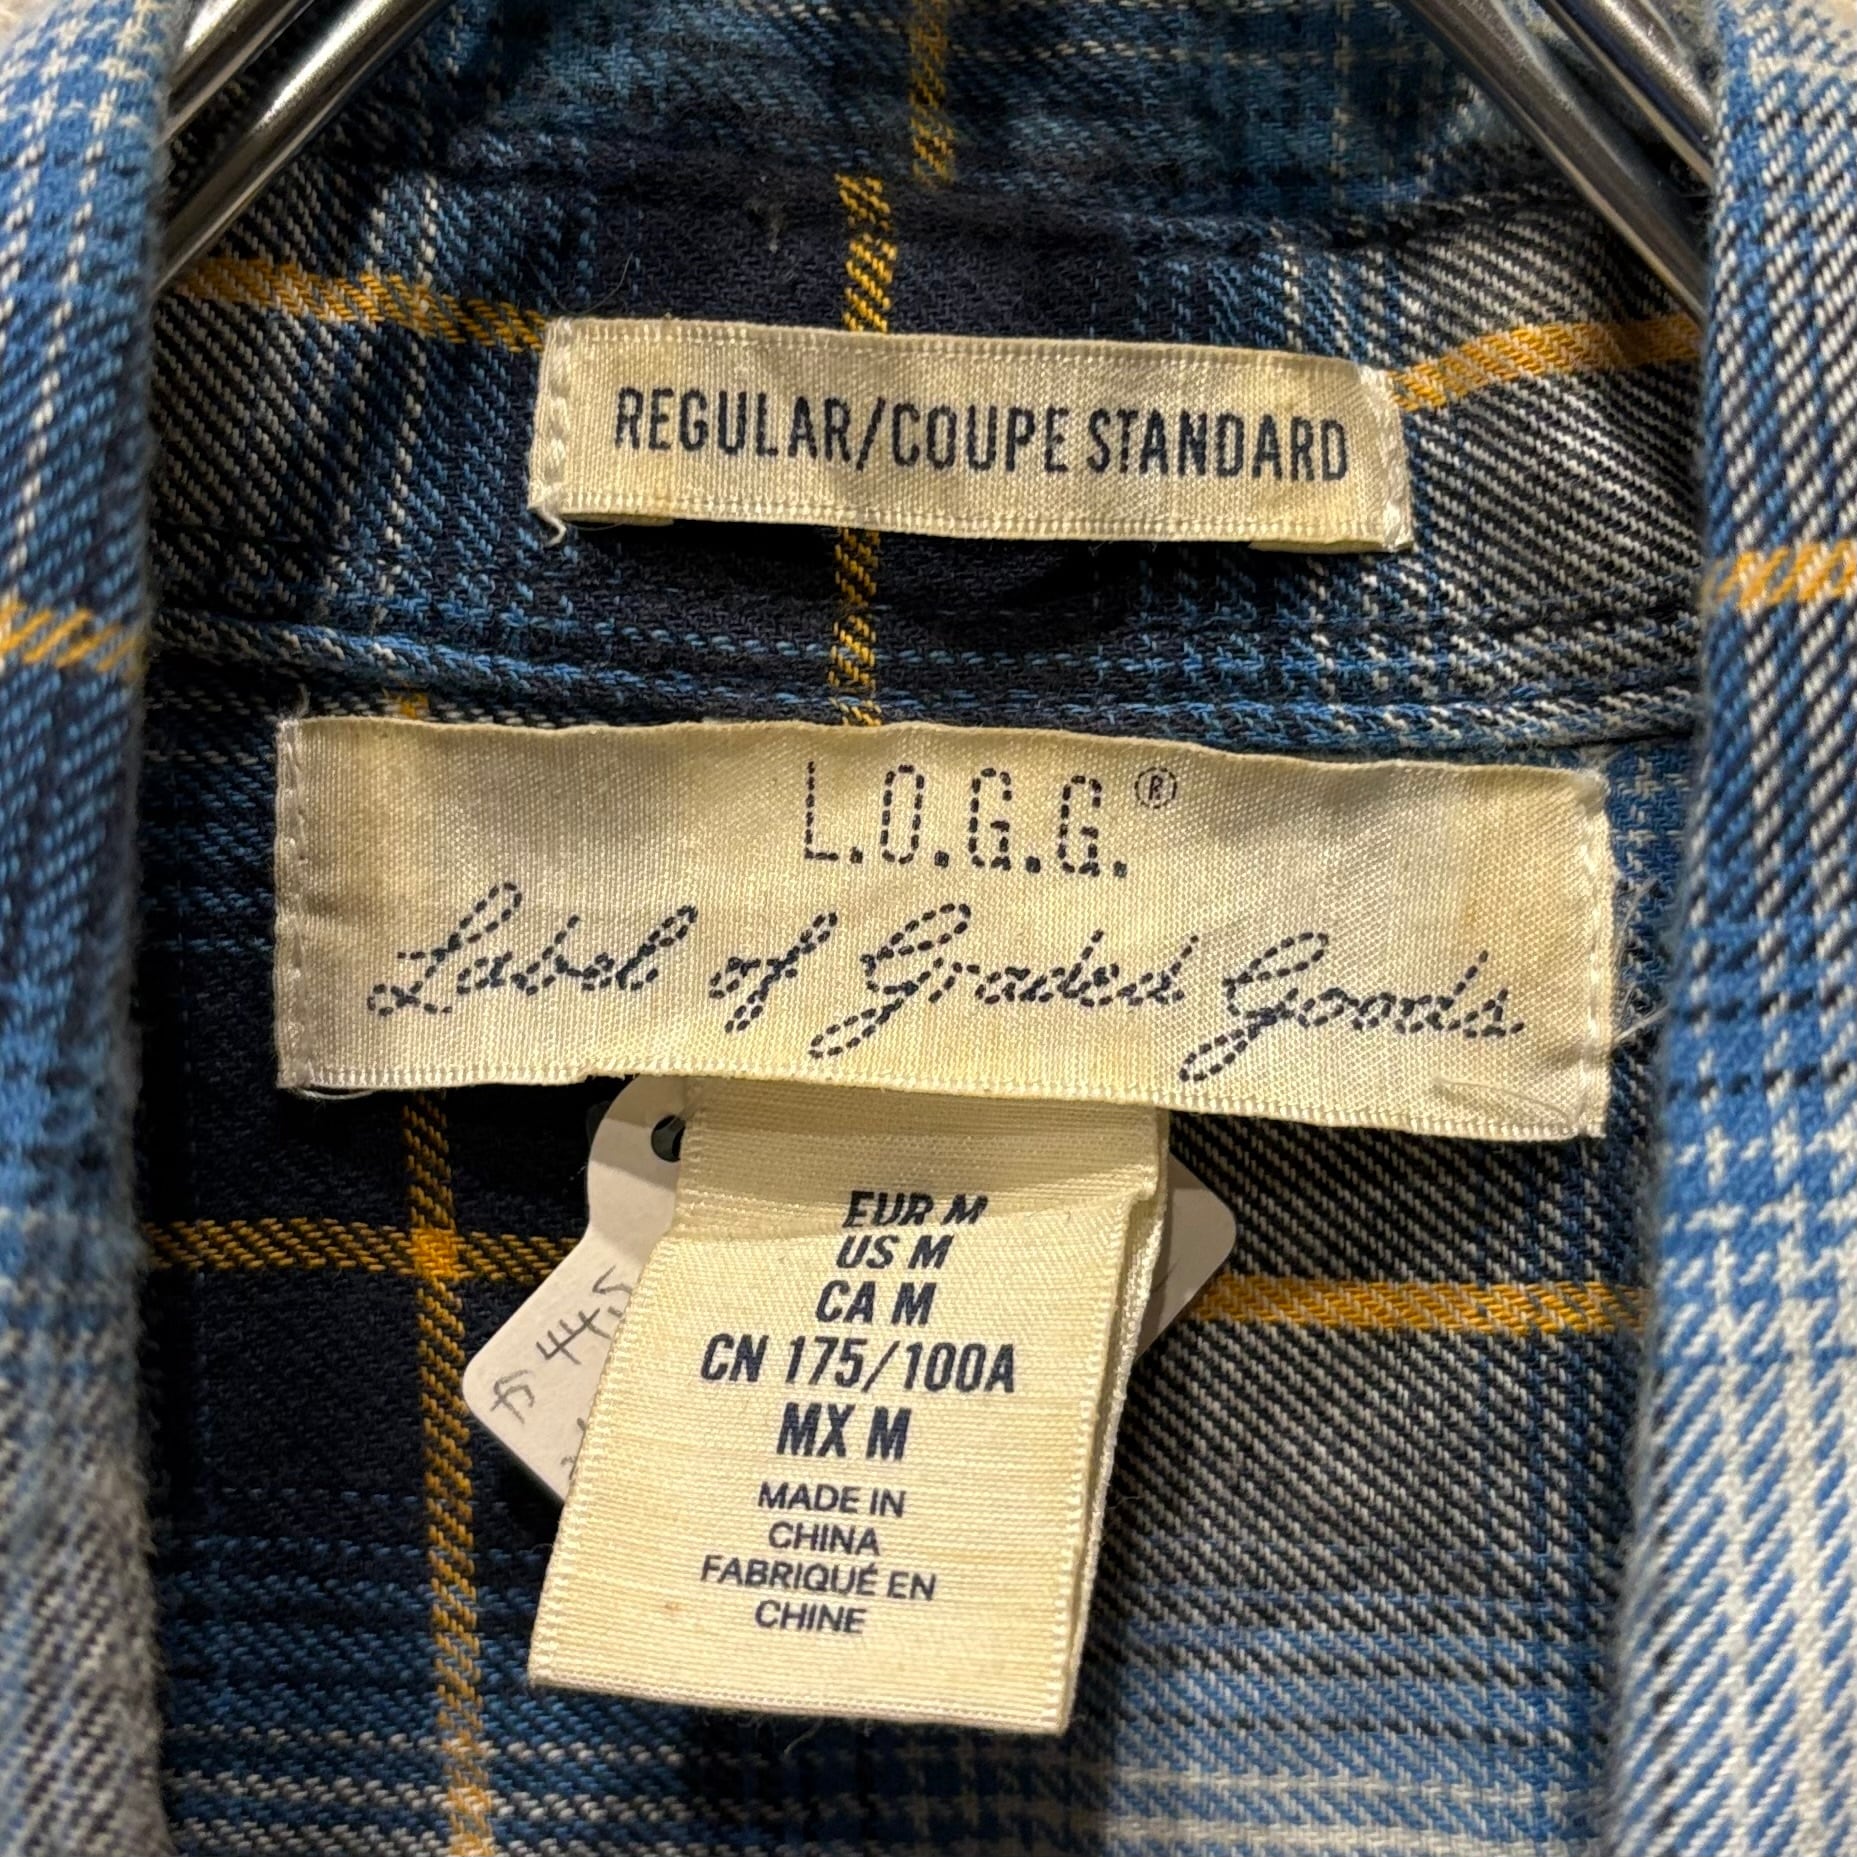 REGULAR/COUPE STANDARD
L.O.G.G.®
Label of Graded Goods
EUR M
US M
CA M
CN 175/100A
MX M
MADE IN
CHINA
FABRIQUÉ EN
CHINE